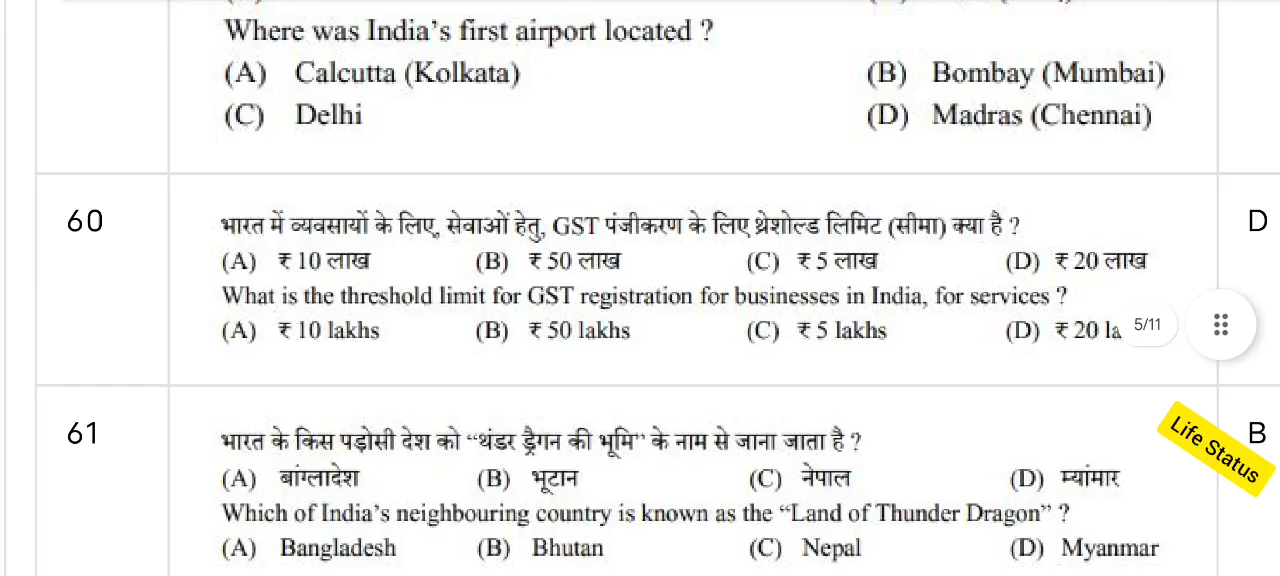 Where was India's first airport located ?
(A) Calcutta (Kolkata) (B) Bombay (Mumbai)
(C) Delhi (D) Madras (Chennai)
60
भारत में व्यवसायों के लिए, सेवाओं हेतु, GST पंजीकरण के लिए थ्रेशोल्ड लिमिट (सीमा) क्या है ?
D
(A) ₹ 10 लाख (B) ₹ 50 लाख (C) ₹ 5 लाख (D) ₹ 20 लाख
What is the threshold limit for GST registration for businesses in India, for services ?
(A) ₹ 10 lakhs (B) ₹ 50 lakhs (C) ₹ 5 lakhs (D) ₹ 20 la
5/11
61
भारत के किस पड़ोसी देश को “थंडर ड्रैगन की भूमि” के नाम से जाना जाता है ?
B
Life Status
(A) बांग्लादेश (B) भूटान (C) नेपाल (D) म्यांमार
Which of India's neighbouring country is known as the “Land of Thunder Dragon” ?
(A) Bangladesh (B) Bhutan (C) Nepal (D) Myanmar